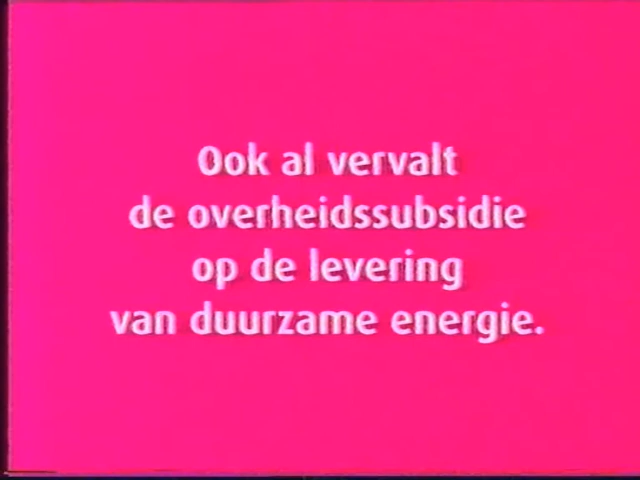 Ook al vervalt
de overheidssubsidie
op de levering
van duurzame energie.